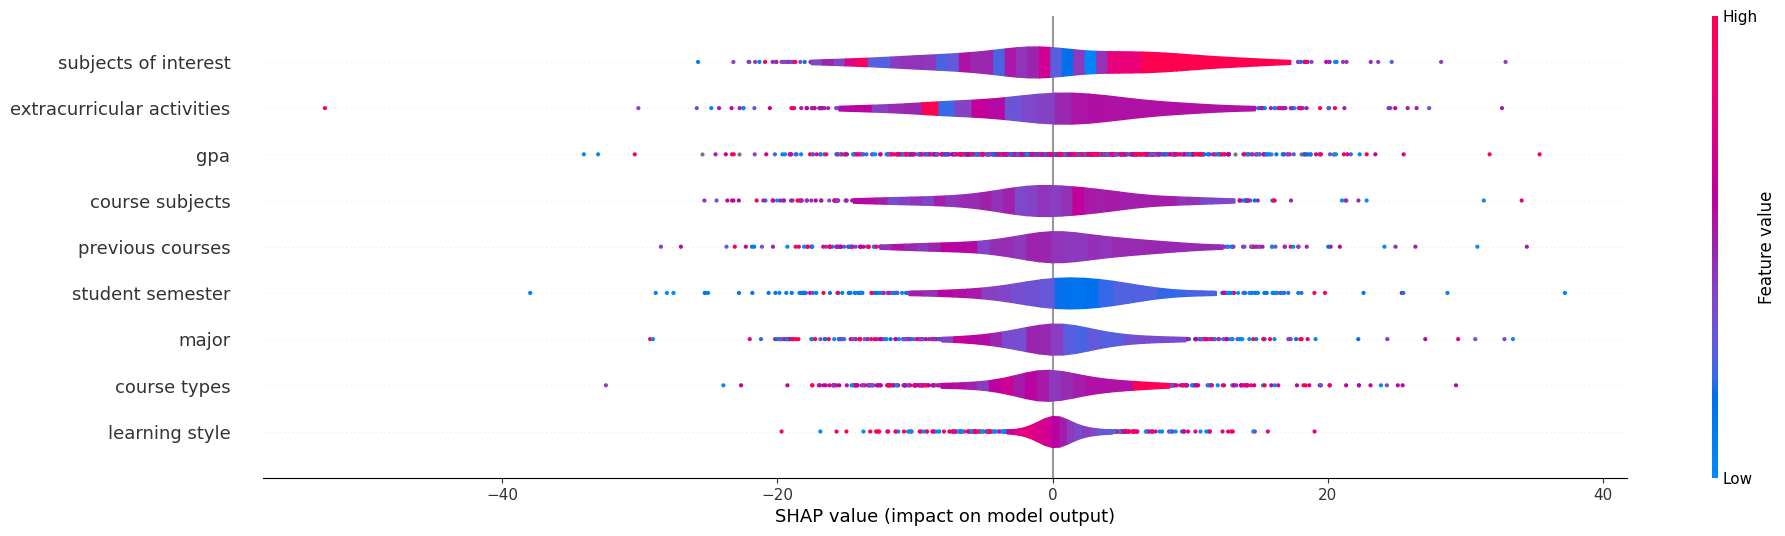 subjects of interest
extracurricular activities
gpa
course subjects
previous courses
student semester
major
course types
learning style
−40 −20 0 20 40
SHAP value (impact on model output)
High
Feature value
Low